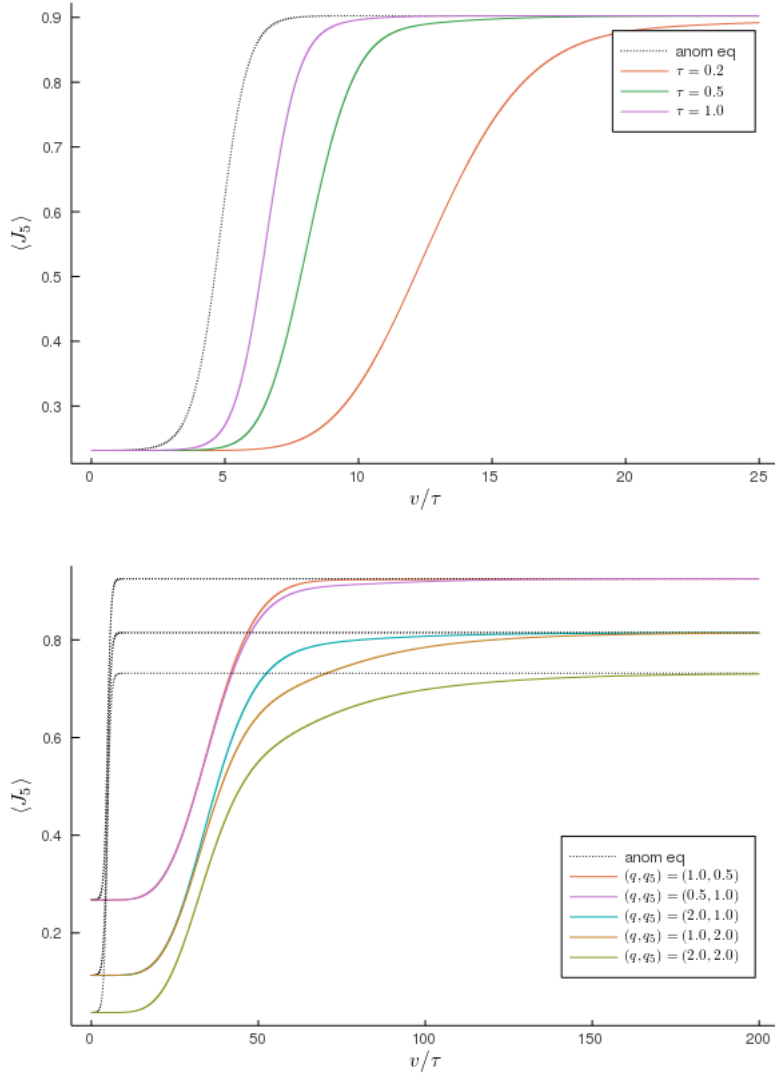 0.9
0.8
0.7
0.6
0.5
0.4
0.3
⟨J₅⟩
anom eq
τ = 0.2
τ = 0.5
τ = 1.0
0 5 10 15 20 25
v/τ
0.8
0.6
0.4
0.2
⟨J₅⟩
anom eq
(q, q₅) = (1.0, 0.5)
(q, q₅) = (0.5, 1.0)
(q, q₅) = (2.0, 1.0)
(q, q₅) = (1.0, 2.0)
(q, q₅) = (2.0, 2.0)
0 50 100 150 200
v/τ